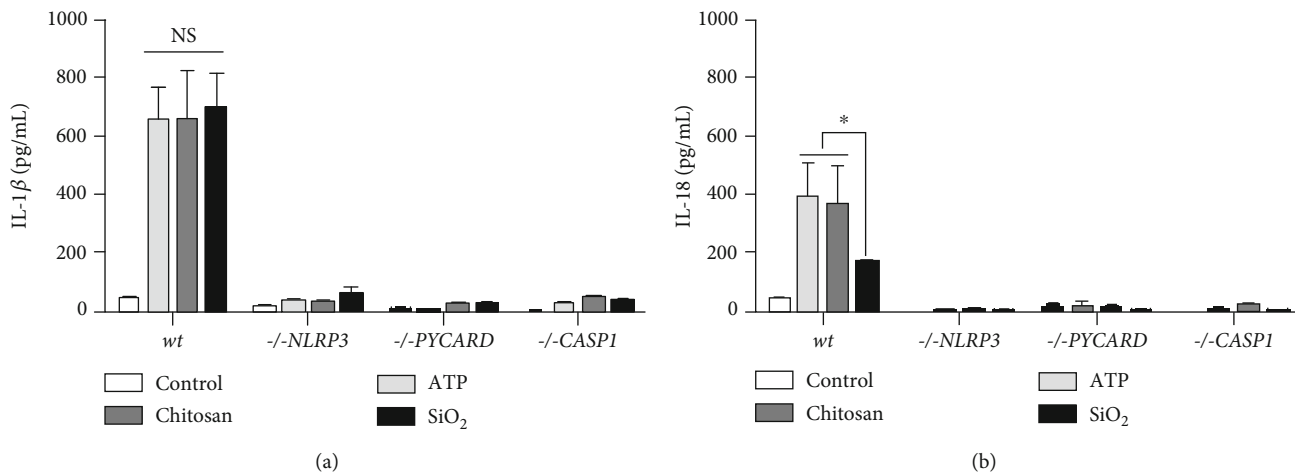 1000
800
600
400
200
0
IL-1β (pg/mL)
NS
wt
-/-NLRP3
-/-PYCARD
-/-CASP1
Control
ATP
Chitosan
SiO₂
(a)
1000
800
600
400
200
0
IL-18 (pg/mL)
*
wt
-/-NLRP3
-/-PYCARD
-/-CASP1
Control
ATP
Chitosan
SiO₂
(b)